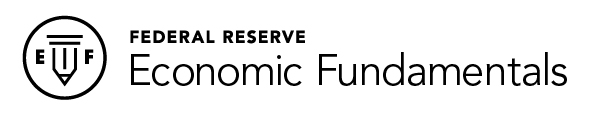 E F
FEDERAL RESERVE
Economic Fundamentals